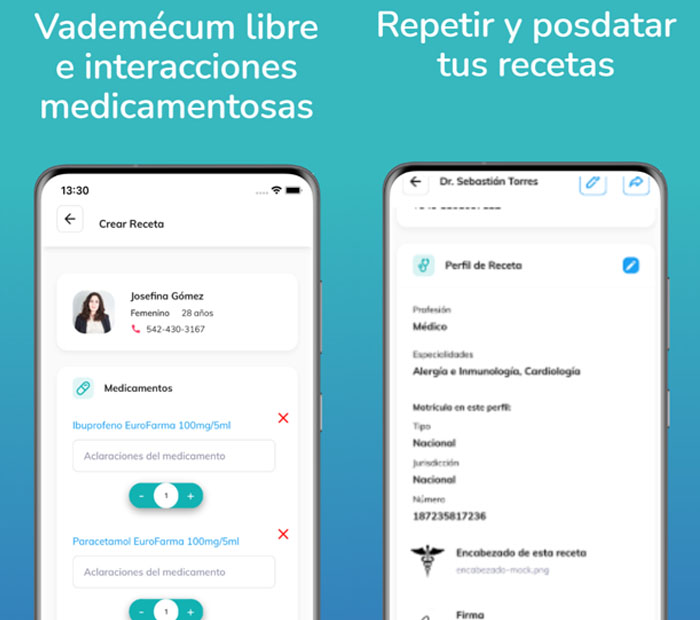 Vademécum libre
e interacciones
medicamentosas
13:30
Crear Receta
Josefina Gómez
Femenino 28 años
542-430-3167
Medicamentos
Ibuprofeno EuroFarma 100mg/5ml
Aclaraciones del medicamento
- 1 +
Paracetamol EuroFarma 100mg/5ml
Aclaraciones del medicamento
- 1 +
Repetir y posdatar
tus recetas
Dr. Sebastián Torres
Perfil de Receta
Profesión
Médico
Especiolidades
Alergía e Inmunología, Cardiología
Matrícula en este perfil:
Tipo
Nacional
Jurisdicción
Nacional
Número
187235817236
Encabezado de esta receta
encabezado-mock.png
Firma